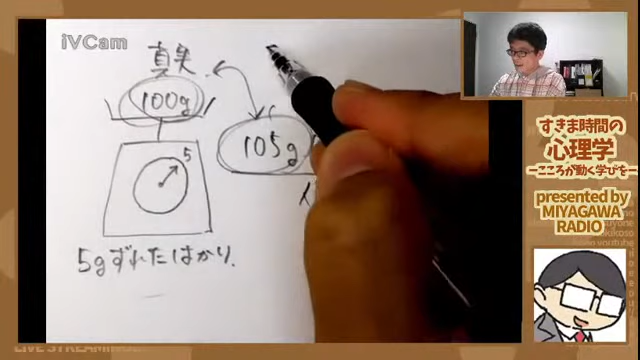 iVCam
真実
100g
5
105g
5gずれたはかり.
すきま時間の
心理学
ーこころが動く学びをー
presented by
MIYAGAWA
RADIO
LIVE STREAMING